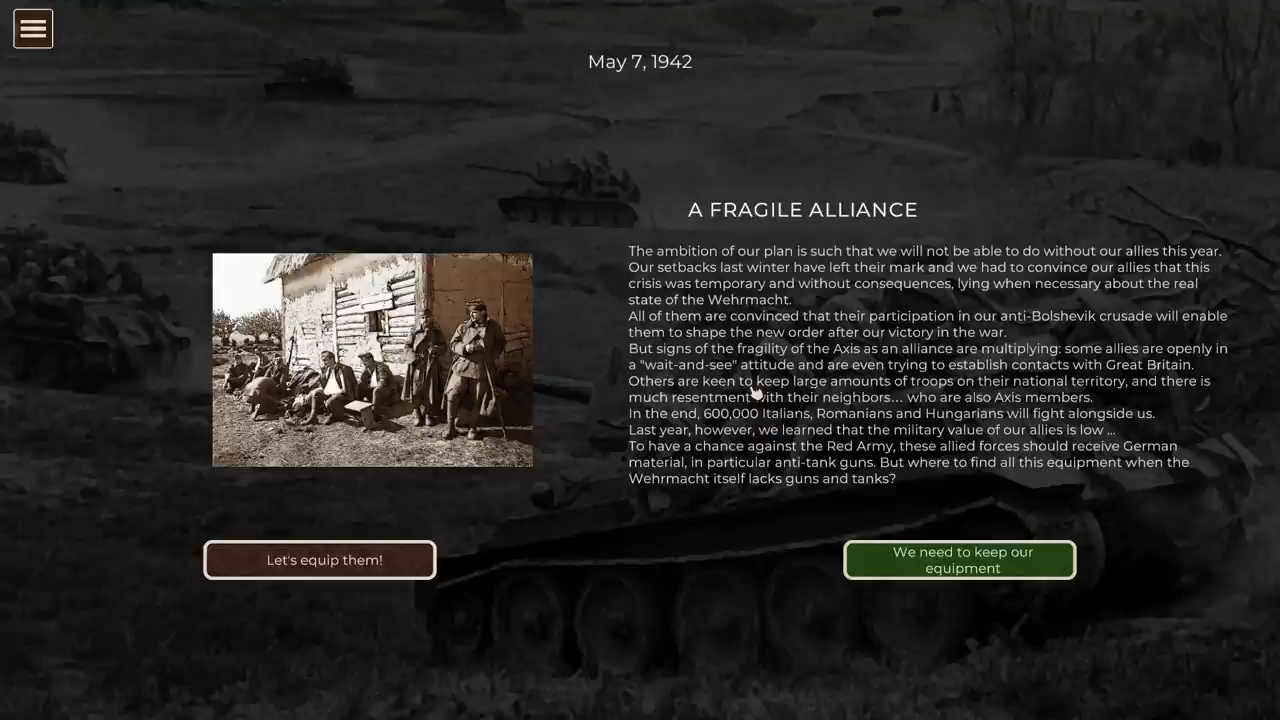 May 7, 1942
A FRAGILE ALLIANCE
The ambition of our plan is such that we will not be able to do without our allies this year.
Our setbacks last winter have left their mark and we had to convince our allies that this
crisis was temporary and without consequences, lying when necessary about the real
state of the Wehrmacht.
All of them are convinced that their participation in our anti-Bolshevik crusade will enable
them to shape the new order after our victory in the war.
But signs of the fragility of the Axis as an alliance are multiplying: some allies are openly in
a "wait-and-see" attitude and are even trying to establish contacts with Great Britain.
Others are keen to keep large amounts of troops on their national territory, and there is
much resentment with their neighbors... who are also Axis members.
In the end, 600,000 Italians, Romanians and Hungarians will fight alongside us.
Last year, however, we learned that the military value of our allies is low ...
To have a chance against the Red Army, these allied forces should receive German
material, in particular anti-tank guns. But where to find all this equipment when the
Wehrmacht itself lacks guns and tanks?
Let's equip them!
We need to keep our
equipment